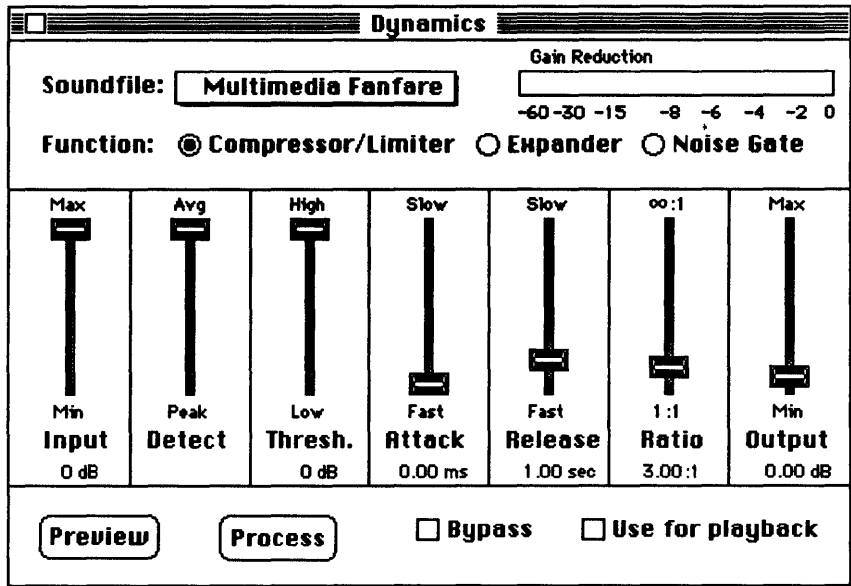 Dynamics
Gain Reduction
Soundfile: Multimedia Fanfare
-60 -30 -15 -8 -6 -4 -2 0
Function: Compressor/Limiter Expander Noise Gate
Max Avg High Slow Slow ∞:1 Max
Min Peak Low Fast Fast 1:1 Min
Input Detect Thresh. Attack Release Ratio Output
0 dB 0 dB 0.00 ms 1.00 sec 3.00:1 0.00 dB
Preview Process Bypass Use for playback